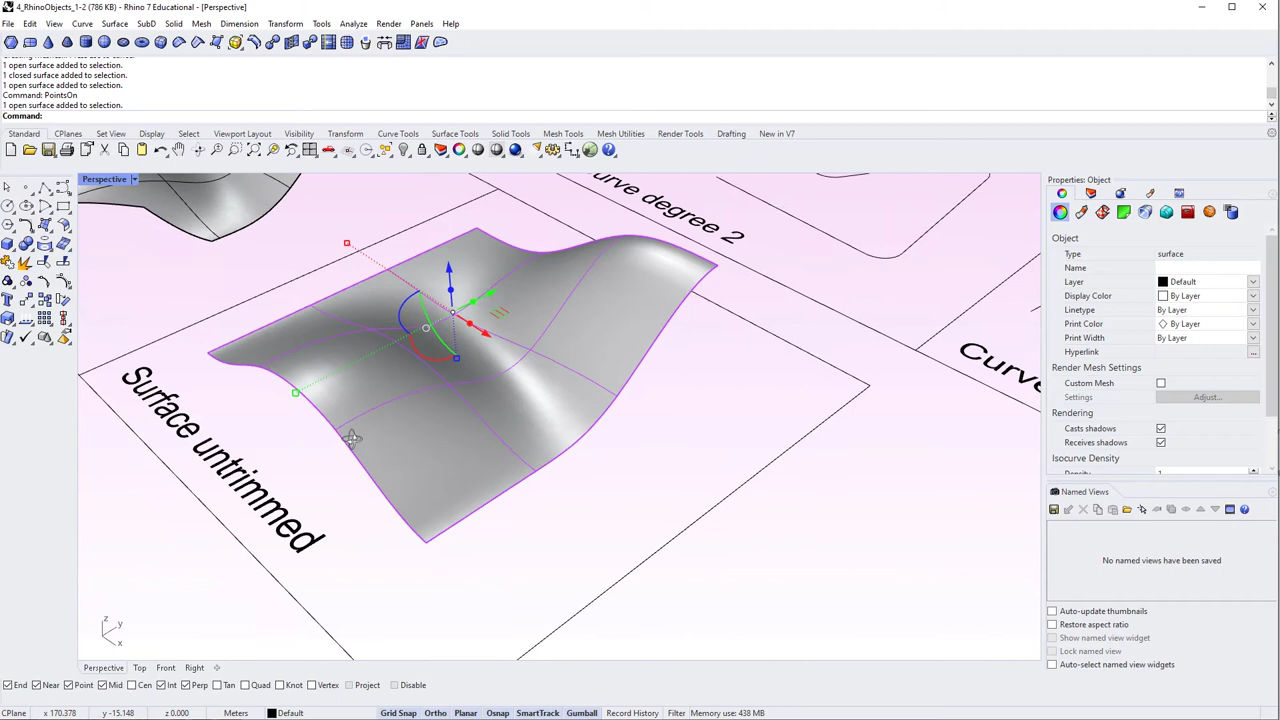 4_RhinoObjects_1-2 (786 KB) - Rhino 7 Educational - [Perspective]
File Edit View Curve Surface SubD Solid Mesh Dimension Transform Tools Analyze Render Panels Help
1 open surface added to selection.
1 closed surface added to selection.
1 open surface added to selection.
Command: PointsOn
1 open surface added to selection.
Command:
Standard CPlanes Set View Display Select Viewport Layout Visibility Transform Curve Tools Surface Tools Solid Tools Mesh Tools Mesh Utilities Render Tools Drafting New in V7
Perspective
Curve degree 2
Surface untrimmed
z
y
x
Properties: Object
Object
Type surface
Name
Layer Default
Display Color By Layer
Linetype By Layer
Print Color By Layer
Print Width By Layer
Hyperlink ...
Render Mesh Settings
Custom Mesh
Settings Adjust...
Rendering
Casts shadows
Receives shadows
Isocurve Density
Named Views
No named views have been saved
Auto-update thumbnails
Restore aspect ratio
Show named view widget
Lock named view
Auto-select named view widgets
Perspective Top Front Right
End Near Point Mid Cen Int Perp Tan Quad Knot Vertex Project Disable
CPlane x 170.378 y -15.148 z 0.000 Meters Default Grid Snap Ortho Planar Osnap SmartTrack Gumball Record History Filter Memory use: 438 MB